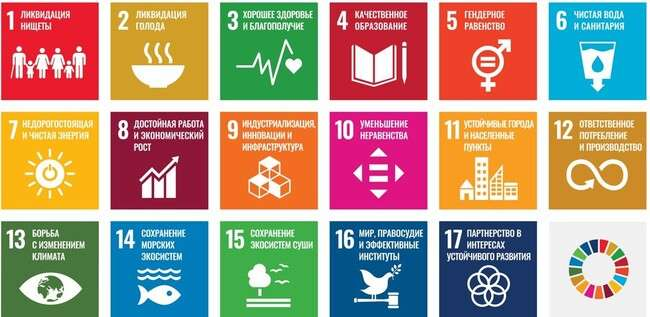 1 ЛИКВИДАЦИЯ
НИЩЕТЫ
2 ЛИКВИДАЦИЯ
ГОЛОДА
3 ХОРОШЕЕ ЗДОРОВЬЕ
И БЛАГОПОЛУЧИЕ
4 КАЧЕСТВЕННОЕ
ОБРАЗОВАНИЕ
5 ГЕНДЕРНОЕ
РАВЕНСТВО
6 ЧИСТАЯ ВОДА
И САНИТАРИЯ
7 НЕДОРОГОСТОЯЩАЯ
И ЧИСТАЯ ЭНЕРГИЯ
8 ДОСТОЙНАЯ РАБОТА
И ЭКОНОМИЧЕСКИЙ
РОСТ
9 ИНДУСТРИАЛИЗАЦИЯ,
ИННОВАЦИИ И
ИНФРАСТРУКТУРА
10 УМЕНЬШЕНИЕ
НЕРАВЕНСТВА
11 УСТОЙЧИВЫЕ ГОРОДА
И НАСЕЛЕННЫЕ
ПУНКТЫ
12 ОТВЕТСТВЕННОЕ
ПОТРЕБЛЕНИЕ
И ПРОИЗВОДСТВО
13 БОРЬБА
С ИЗМЕНЕНИЕМ
КЛИМАТА
14 СОХРАНЕНИЕ
МОРСКИХ
ЭКОСИСТЕМ
15 СОХРАНЕНИЕ
ЭКОСИСТЕМ СУШИ
16 МИР, ПРАВОСУДИЕ
И ЭФФЕКТИВНЫЕ
ИНСТИТУТЫ
17 ПАРТНЕРСТВО В
ИНТЕРЕСАХ
УСТОЙЧИВОГО РАЗВИТИЯ